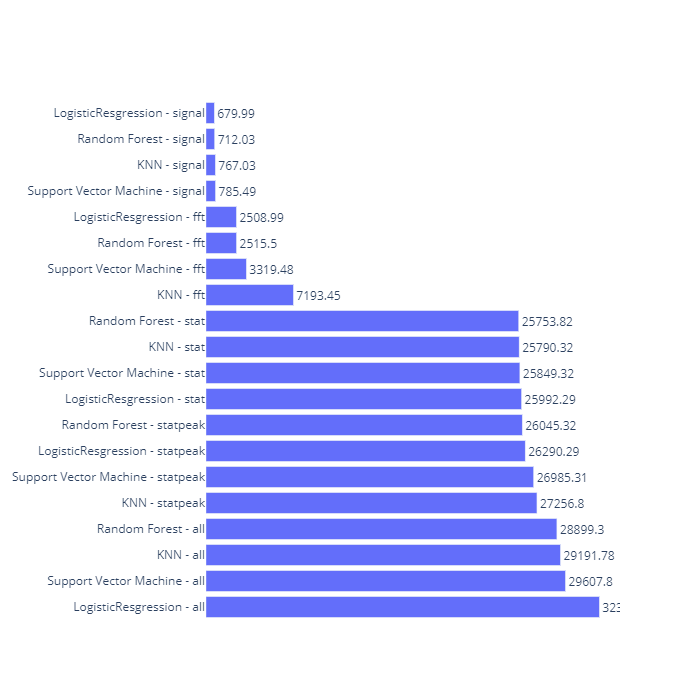 LogisticResgression - signal 679.99
Random Forest - signal 712.03
KNN - signal 767.03
Support Vector Machine - signal 785.49
LogisticResgression - fft 2508.99
Random Forest - fft 2515.5
Support Vector Machine - fft 3319.48
KNN - fft 7193.45
Random Forest - stat 25753.82
KNN - stat 25790.32
Support Vector Machine - stat 25849.32
LogisticResgression - stat 25992.29
Random Forest - statpeak 26045.32
LogisticResgression - statpeak 26290.29
Support Vector Machine - statpeak 26985.31
KNN - statpeak 27256.8
Random Forest - all 28899.3
KNN - all 29191.78
Support Vector Machine - all 29607.8
LogisticResgression - all